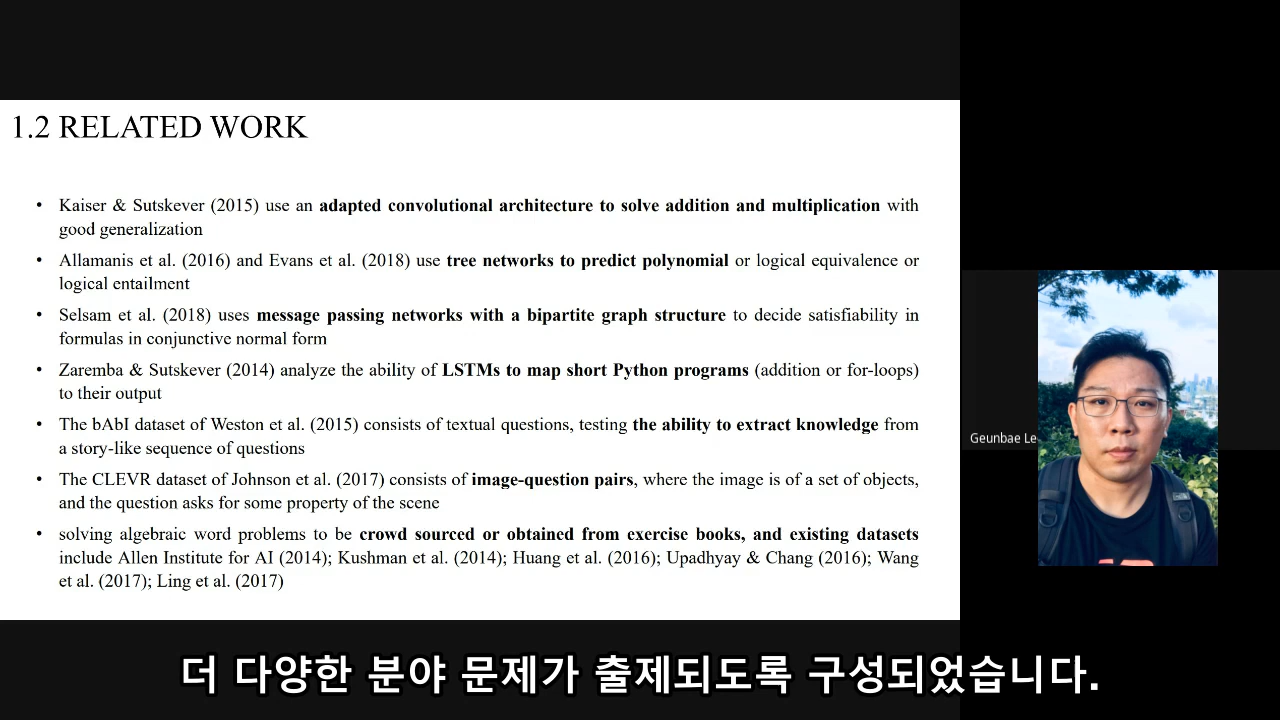 1.2 RELATED WORK
• Kaiser & Sutskever (2015) use an adapted convolutional architecture to solve addition and multiplication with
good generalization
• Allamanis et al. (2016) and Evans et al. (2018) use tree networks to predict polynomial or logical equivalence or
logical entailment
• Selsam et al. (2018) uses message passing networks with a bipartite graph structure to decide satisfiability in
formulas in conjunctive normal form
• Zaremba & Sutskever (2014) analyze the ability of LSTMs to map short Python programs (addition or for-loops)
to their output
• The bAbI dataset of Weston et al. (2015) consists of textual questions, testing the ability to extract knowledge from
a story-like sequence of questions
• The CLEVR dataset of Johnson et al. (2017) consists of image-question pairs, where the image is of a set of objects,
and the question asks for some property of the scene
• solving algebraic word problems to be crowd sourced or obtained from exercise books, and existing datasets
include Allen Institute for AI (2014); Kushman et al. (2014); Huang et al. (2016); Upadhyay & Chang (2016); Wang
et al. (2017); Ling et al. (2017)
Geunbae Le
더 다양한 분야 문제가 출제되도록 구성되었습니다.